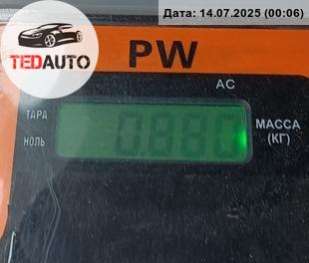 Дата: 14.07.2025 (00:06)
TEDAUTO
PW
AC
ТАРА
НОЛЬ
0.880
МАССА
(КГ)